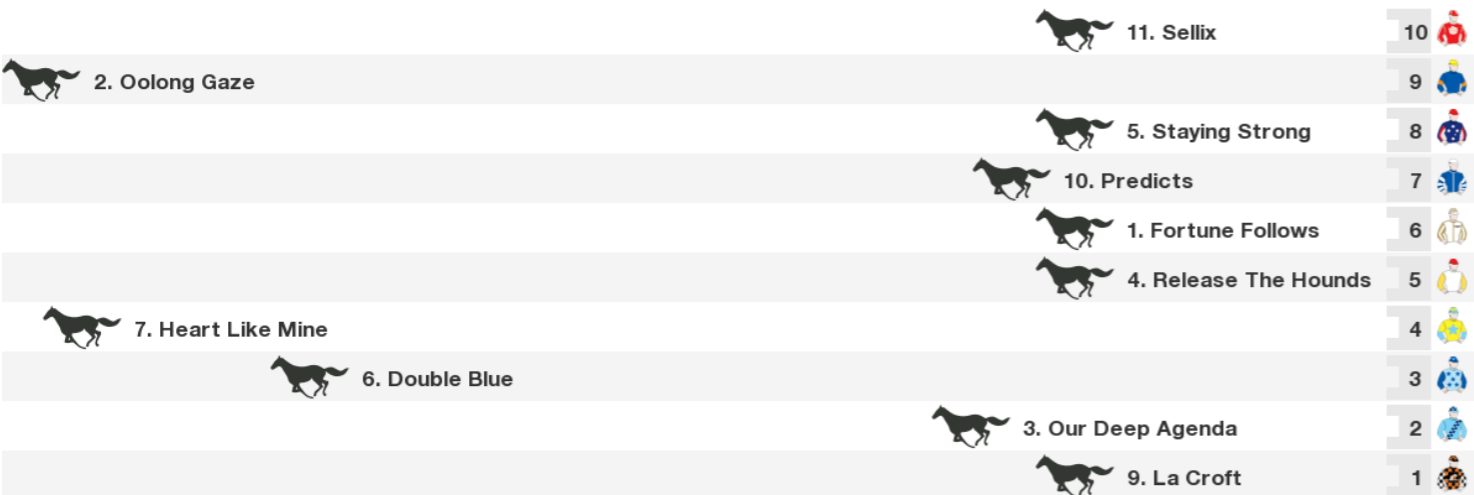 11. Sellix 10
2. Oolong Gaze 9
5. Staying Strong 8
10. Predicts 7
1. Fortune Follows 6
4. Release The Hounds 5
7. Heart Like Mine 4
6. Double Blue 3
3. Our Deep Agenda 2
9. La Croft 1